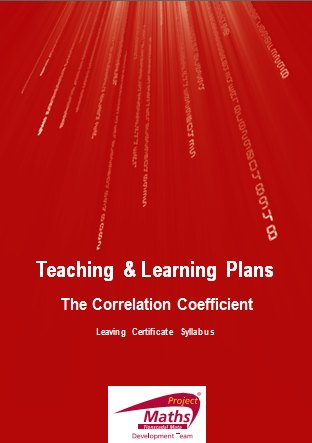 Teaching & Learning Plans
The Correlation Coefficient
Leaving Certificate Syllabus
Project
Maths
Development Team